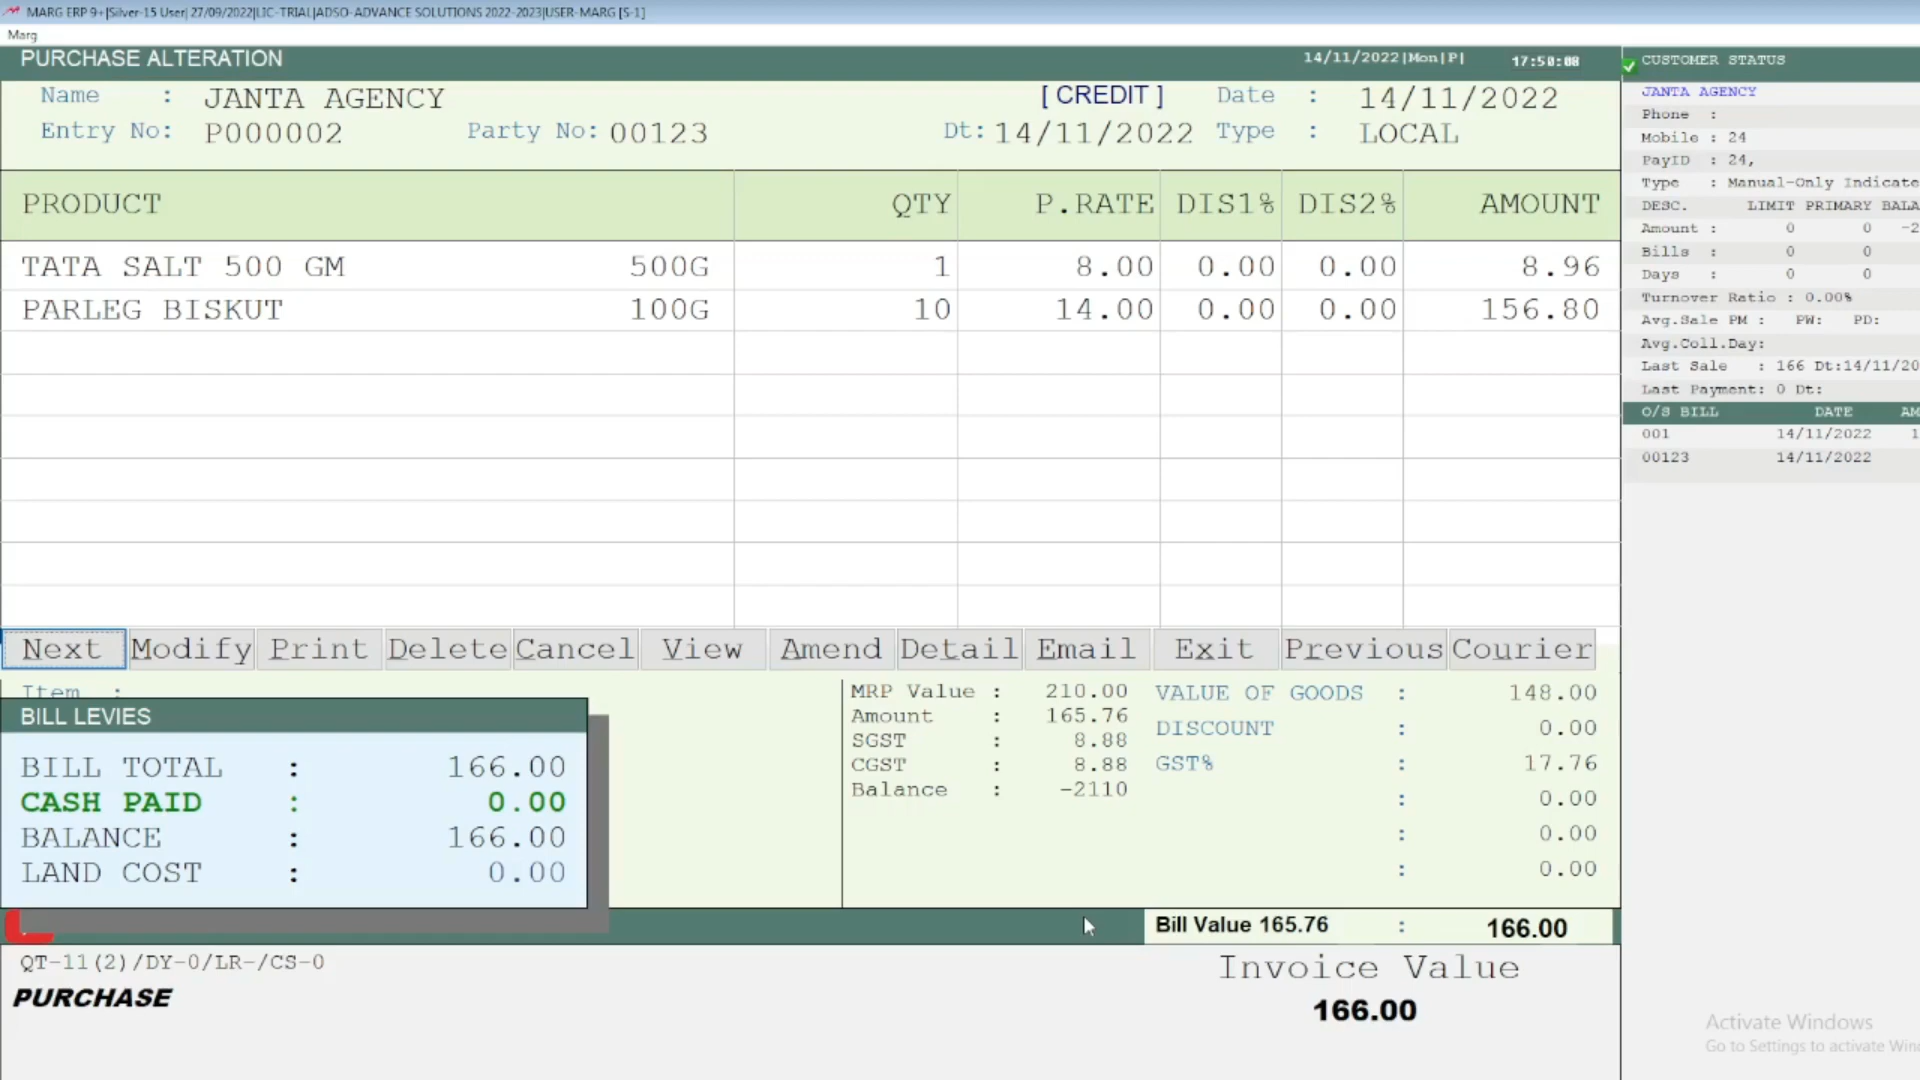 MARG ERP 9+|Silver-15 User| 27/09/2022|LIC-TRIAL|ADSO-ADVANCE SOLUTIONS 2022-2023|USER-MARG [S-1]
Marg
PURCHASE ALTERATION 14/11/2022|Mon|P| 17:50:08
Name : JANTA AGENCY [ CREDIT ] Date : 14/11/2022
Entry No: P000002 Party No: 00123 Dt: 14/11/2022 Type : LOCAL
PRODUCT QTY P.RATE DIS1% DIS2% AMOUNT
TATA SALT 500 GM 500G 1 8.00 0.00 0.00 8.96
PARLEG BISKUT 100G 10 14.00 0.00 0.00 156.80
Next Modify Print Delete Cancel View Amend Detail Email Exit Previous Courier
Item :
BILL LEVIES
BILL TOTAL : 166.00
CASH PAID : 0.00
BALANCE : 166.00
LAND COST : 0.00
MRP Value : 210.00
Amount : 165.76
SGST : 8.88
CGST : 8.88
Balance : -2110
VALUE OF GOODS : 148.00
DISCOUNT : 0.00
GST% : 17.76
: 0.00
: 0.00
: 0.00
Bill Value 165.76 : 166.00
QT-11(2)/DY-0/LR-/CS-0
PURCHASE
Invoice Value
166.00
CUSTOMER STATUS
JANTA AGENCY
Phone :
Mobile : 24
PayID : 24,
Type : Manual-Only Indicate
DESC. LIMIT PRIMARY BALA
Amount : 0 0 -2
Bills : 0 0
Days : 0 0
Turnover Ratio : 0.00%
Avg.Sale PM : PW: PD:
Avg.Coll.Day:
Last Sale : 166 Dt:14/11/20
Last Payment: 0 Dt:
O/S BILL DATE AM
001 14/11/2022 1
00123 14/11/2022
Activate Windows
Go to Settings to activate Win